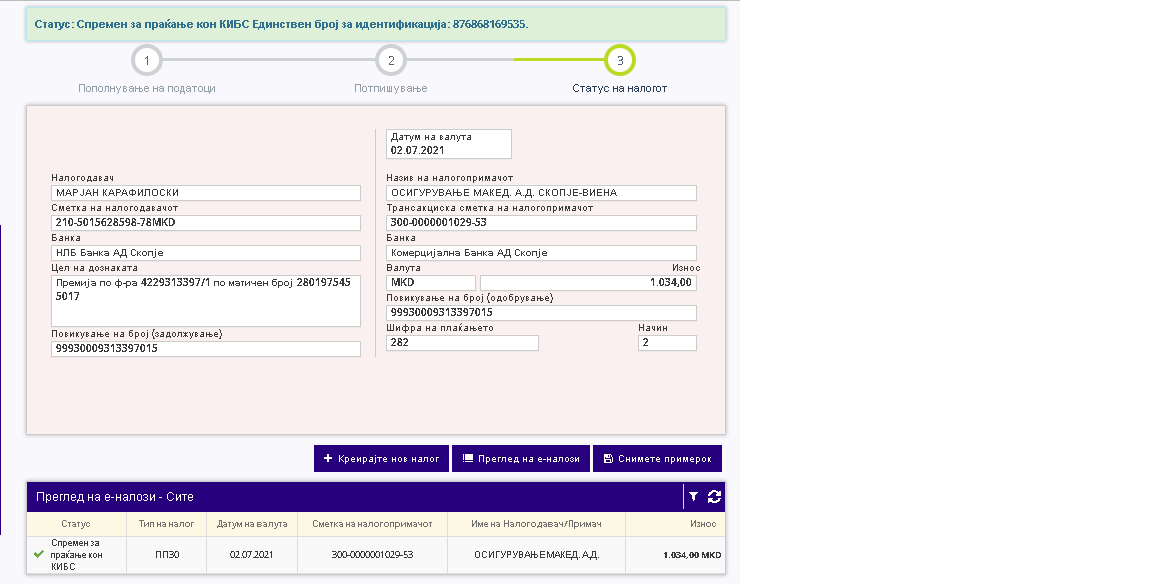 Статус: Спремен за праќање кон КИБС Единствен број за идентификација: 876868169535.
1
2
3
Пополнување на податоци
Потпишување
Статус на налогот
Датум на валута
02.07.2021
Налогодавач
МАРЈАН КАРАФИЛОСКИ
Сметка на налогодавачот
210-5015628598-78MKD
Банка
НЛБ Банка АД Скопје
Цел на дознаката
Премија по ф-ра 4229313397/1 по матичен број 280197545
5017
Повикување на број (задолжување)
99930009313397015
Назив на налогопримачот
ОСИГУРУВАЊЕ МАКЕД. А.Д. СКОПЈЕ-ВИЕНА
Трансакциска сметка на налогопримачот
300-0000001029-53
Банка
Комерцијална Банка АД Скопје
Валута Износ
MKD 1.034,00
Повикување на број (одобрување)
99930009313397015
Шифра на плаќањето Начин
282 2
Креирајте нов налог Преглед на е-налози Снимете примерок
Преглед на е-налози - Сите
Статус Тип на налог Датум на валута Сметка на налогопримачот Име на Налогодавач/Примач Износ
Спремен за
праќање кон
КИБС
ПП30 02.07.2021 300-0000001029-53 ОСИГУРУВАЊЕ МАКЕД. А.Д. 1.034,00 MKD